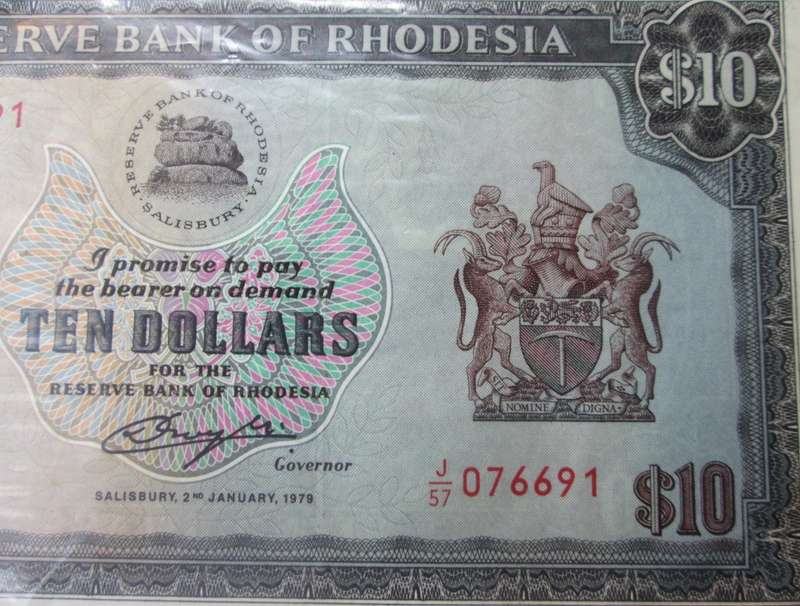 ERVE BANK OF RHODESIA
$10
91
RESERVE BANK OF RHODESIA
· SALISBURY ·
I promise to pay
the bearer on demand
TEN DOLLARS
FOR THE
RESERVE BANK OF RHODESIA
Governor
SALISBURY, 2ND JANUARY, 1979
NOMINE DIGNA
J/57 076691
$10